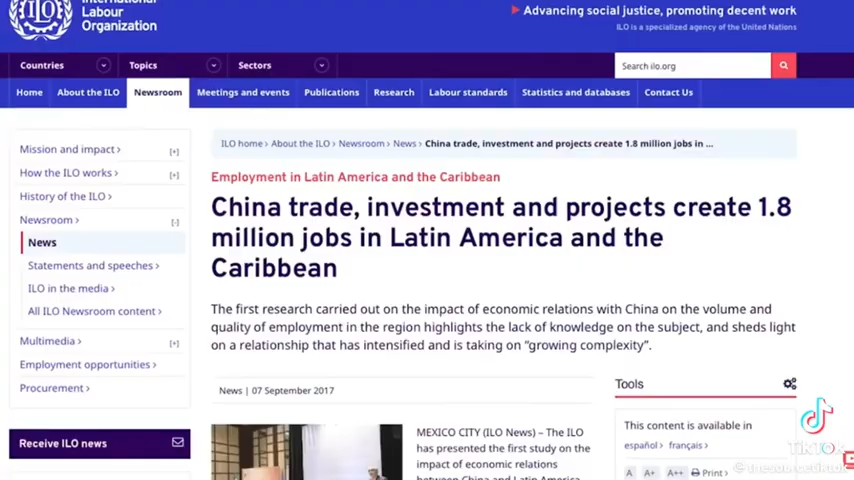 International
Labour
Organization
ILO
Advancing social justice, promoting decent work
ILO is a specialized agency of the United Nations
Countries
Topics
Sectors
Search ilo.org
Home
About the ILO
Newsroom
Meetings and events
Publications
Research
Labour standards
Statistics and databases
Contact Us
Mission and impact › [+]
How the ILO works › [+]
History of the ILO ›
Newsroom › [-]
News
Statements and speeches ›
ILO in the media ›
All ILO Newsroom content ›
Multimedia › [+]
Employment opportunities ›
Procurement ›
Receive ILO news
ILO home › About the ILO › Newsroom › News › China trade, investment and projects create 1.8 million jobs in ...
Employment in Latin America and the Caribbean
China trade, investment and projects create 1.8
million jobs in Latin America and the
Caribbean
The first research carried out on the impact of economic relations with China on the volume and
quality of employment in the region highlights the lack of knowledge on the subject, and sheds light
on a relationship that has intensified and is taking on “growing complexity”.
News | 07 September 2017
MEXICO CITY (ILO News) – The ILO
has presented the first study on the
impact of economic relations
between China and Latin America
Tools
This content is available in
español › français ›
A A+ A++ Print ›
TikTok
@thesourcetiktok